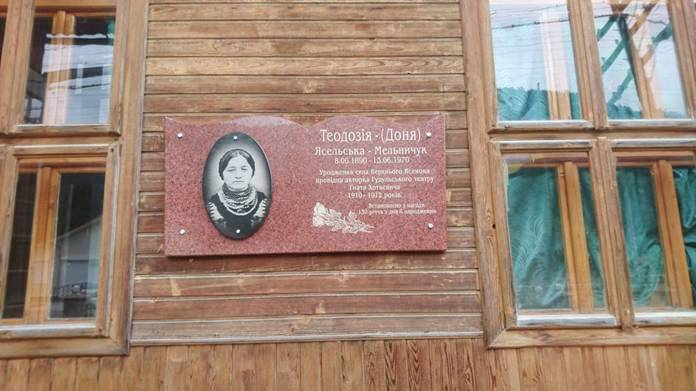 Теодозія - (Доня)
Ясельська - Мельничук
8.06.1890 - 15.06.1970
Уродженка села Верхнього Ясенова
провідна акторка Гуцульського театру
Гната Хоткевича
1910 - 1912 років
Встановлено з нагоди
130 річчя з дня її народження